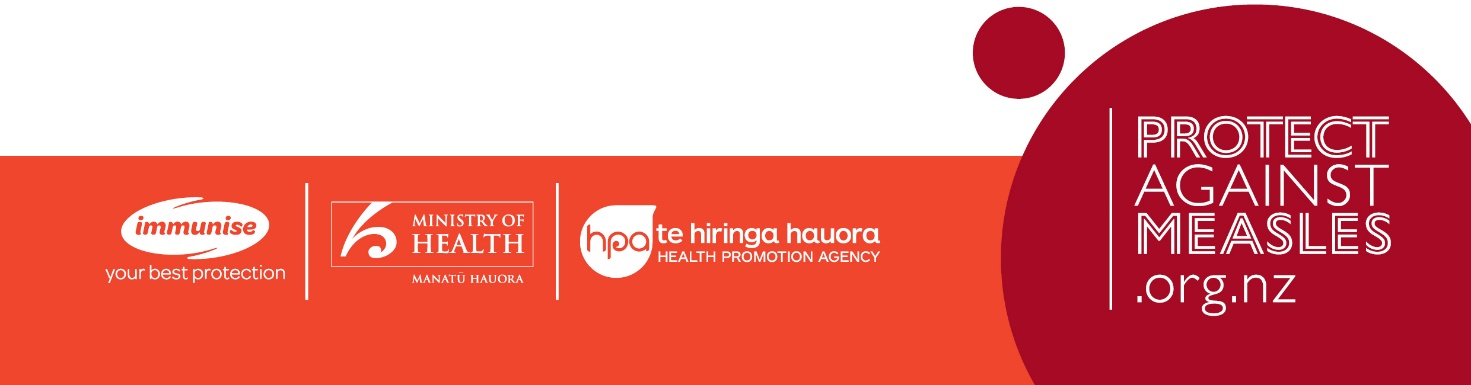 immunise
your best protection
MINISTRY OF
HEALTH
MANATŪ HAUORA
hpa
te hiringa hauora
HEALTH PROMOTION AGENCY
PROTECT
AGAINST
MEASLES
.org.nz